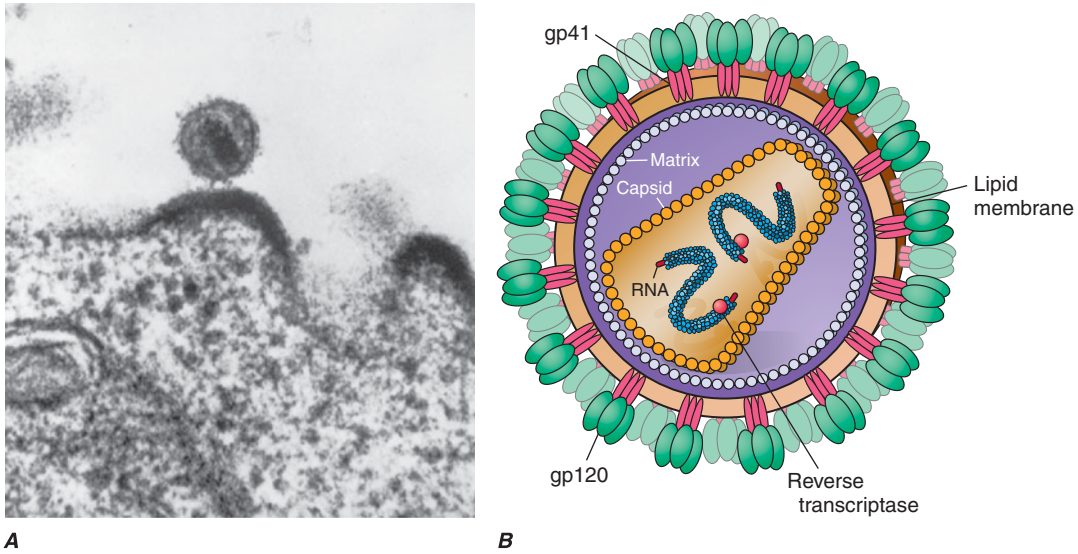 gp41
Matrix
Capsid
Lipid
membrane
RNA
gp120
Reverse
transcriptase
A
B